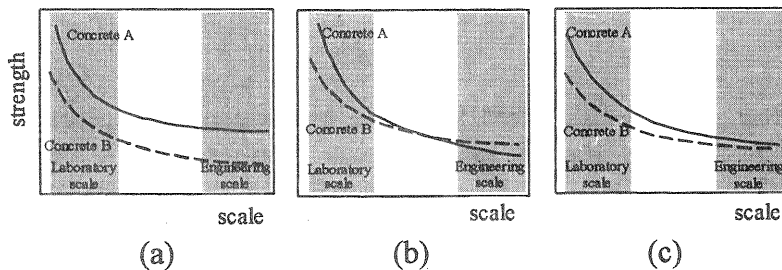 strength
Concrete A
Concrete B
Laboratory scale
Engineering scale
scale
(a)
Concrete A
Concrete B
Laboratory scale
Engineering scale
scale
(b)
Concrete A
Concrete B
Laboratory scale
Engineering scale
scale
(c)